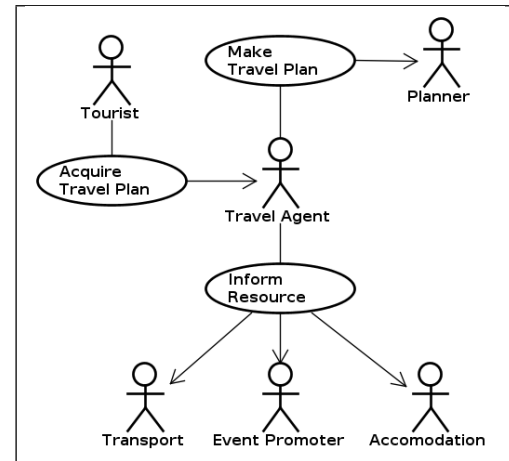 Make
Travel Plan
Planner
Tourist
Acquire
Travel Plan
Travel Agent
Inform
Resource
Transport
Event Promoter
Accomodation